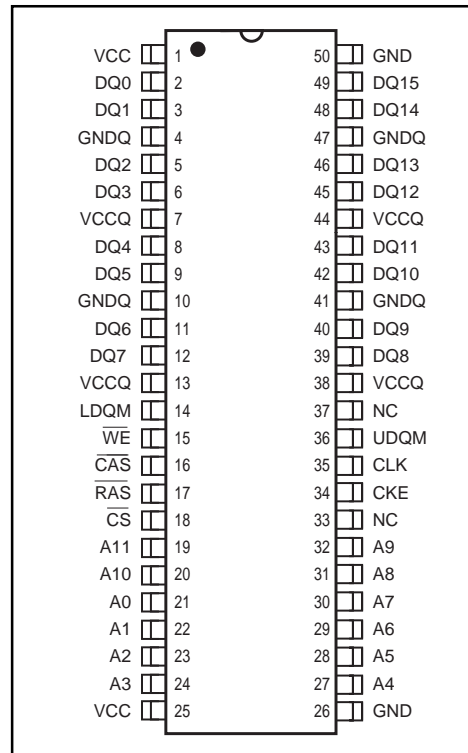 VCC 1 50 GND
DQ0 2 49 DQ15
DQ1 3 48 DQ14
GNDQ 4 47 GNDQ
DQ2 5 46 DQ13
DQ3 6 45 DQ12
VCCQ 7 44 VCCQ
DQ4 8 43 DQ11
DQ5 9 42 DQ10
GNDQ 10 41 GNDQ
DQ6 11 40 DQ9
DQ7 12 39 DQ8
VCCQ 13 38 VCCQ
LDQM 14 37 NC
W̅E̅ 15 36 UDQM
C̅A̅S̅ 16 35 CLK
R̅A̅S̅ 17 34 CKE
C̅S̅ 18 33 NC
A11 19 32 A9
A10 20 31 A8
A0 21 30 A7
A1 22 29 A6
A2 23 28 A5
A3 24 27 A4
VCC 25 26 GND